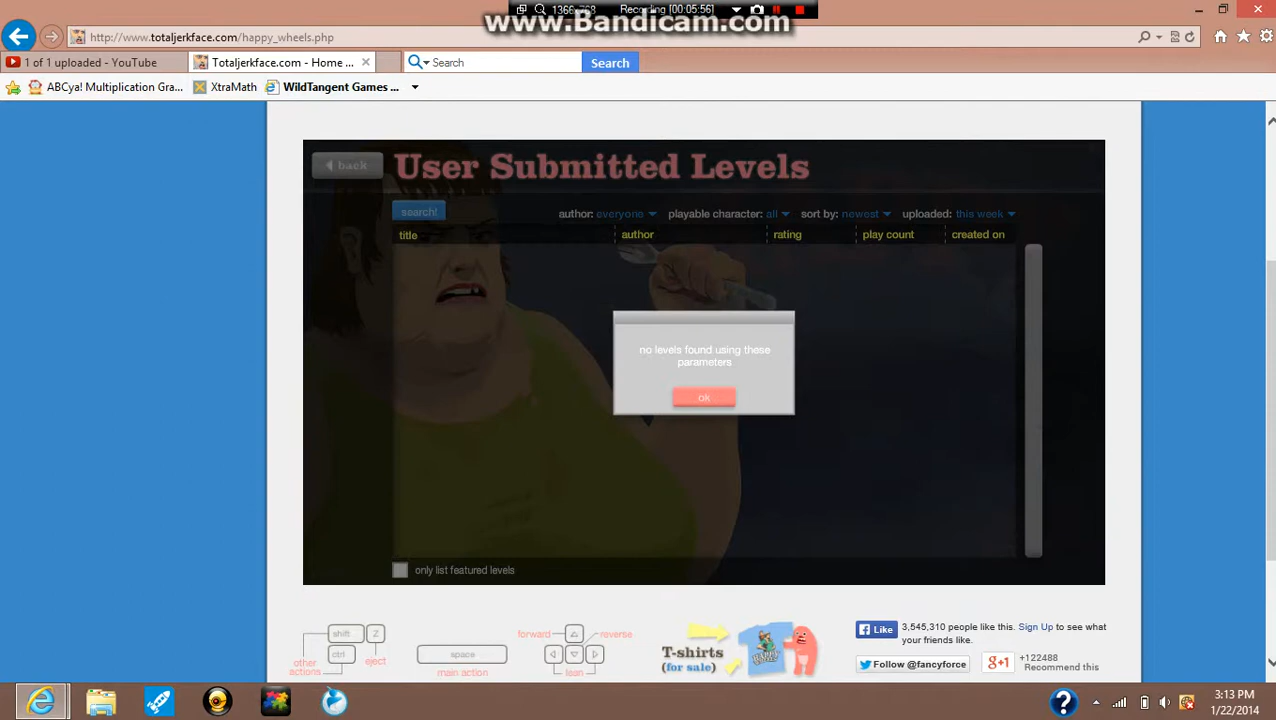 1366x768
Recording [00:05:56]
www.Bandicam.com
http://www.totaljerkface.com/happy_wheels.php
1 of 1 uploaded - YouTube
Totaljerkface.com - Home ...
Search
Search
ABCya! Multiplication Gra...
XtraMath
WildTangent Games ...
back
User Submitted Levels
search!
author: everyone
playable character: all
sort by: newest
uploaded: this week
title
author
rating
play count
created on
no levels found using these
parameters
ok
only list featured levels
shift
Z
ctrl
eject
other
actions
space
main action
forward
reverse
lean
T-shirts
(for sale)
Like
3,545,310 people like this. Sign Up to see what
your friends like.
Follow @fancyforce
g+1
+122488
Recommend this
3:13 PM
1/22/2014